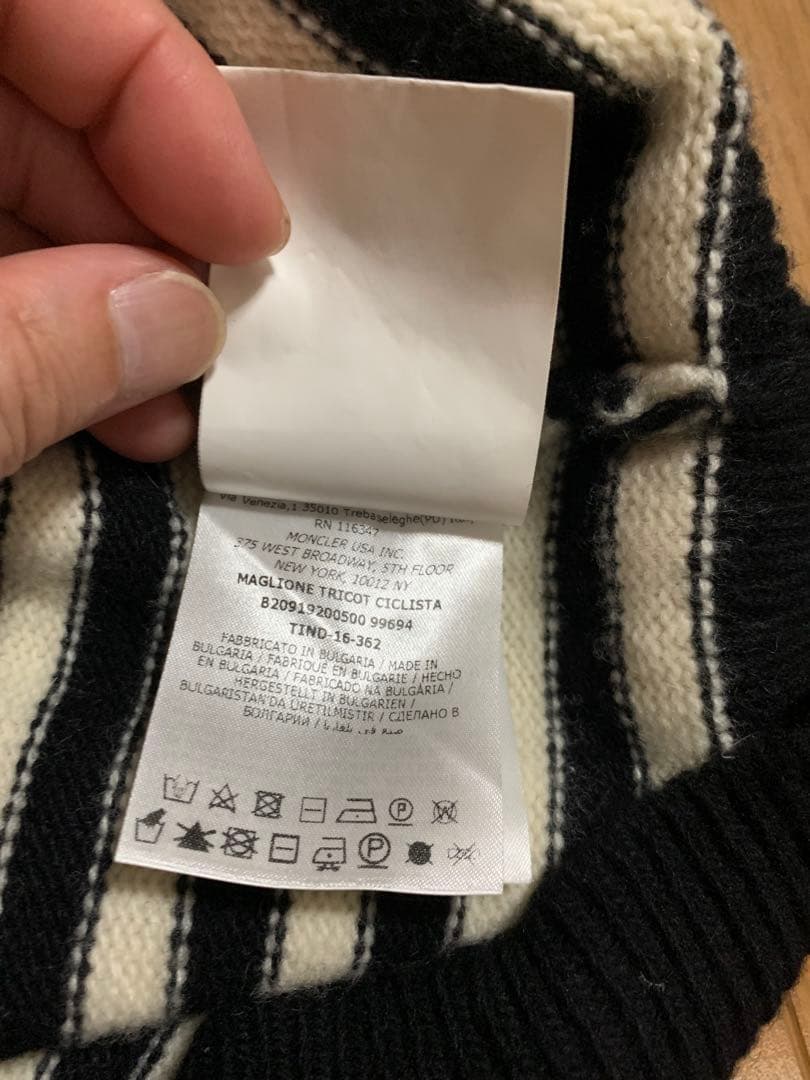 Via Venezia,1 35010 Trebaseleghe(PD)
RN 116347
MONCLER USA INC.
375 WEST BROADWAY, 5TH FLOOR
NEW YORK, 10012 NY
MAGLIONE TRICOT CICLISTA
B20919200500 99694
TIND-16-362
FABBRICATO IN BULGARIA / MADE IN
BULGARIA / FABRIQUÉ EN BULGARIE / HECHO
EN BULGARIA / FABRICADO NA BULGÁRIA /
HERGESTELLT IN BULGARIEN /
BULGARISTAN'DA ÜRETILMISTIR / СДЕЛАНО В
БОЛГАРИИ /
P W
P